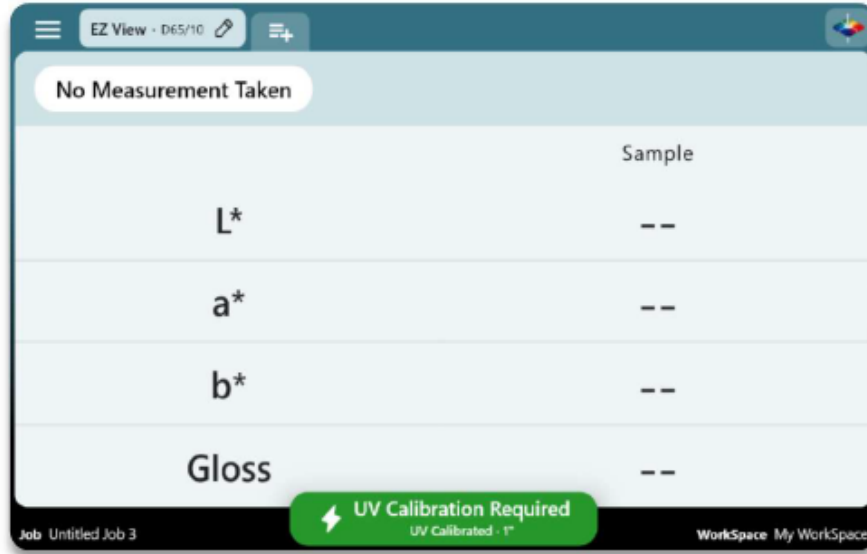 EZ View - D65/10
No Measurement Taken
Sample
L* --
a* --
b* --
Gloss --
UV Calibration Required
UV Calibrated - 1"
Job Untitled Job 3
WorkSpace My WorkSpace